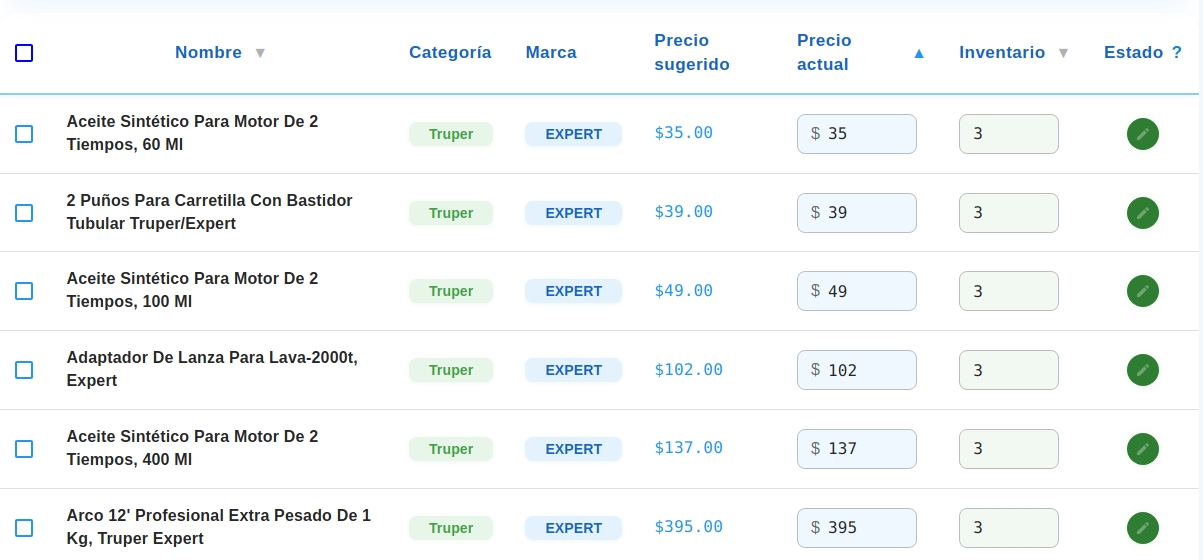 Nombre ▼ Categoría Marca Precio sugerido Precio actual ▲ Inventario ▼ Estado ?
Aceite Sintético Para Motor De 2
Tiempos, 60 Ml
Truper EXPERT $35.00 $ 35 3
2 Puños Para Carretilla Con Bastidor
Tubular Truper/Expert
Truper EXPERT $39.00 $ 39 3
Aceite Sintético Para Motor De 2
Tiempos, 100 Ml
Truper EXPERT $49.00 $ 49 3
Adaptador De Lanza Para Lava-2000t,
Expert
Truper EXPERT $102.00 $ 102 3
Aceite Sintético Para Motor De 2
Tiempos, 400 Ml
Truper EXPERT $137.00 $ 137 3
Arco 12' Profesional Extra Pesado De 1
Kg, Truper Expert
Truper EXPERT $395.00 $ 395 3